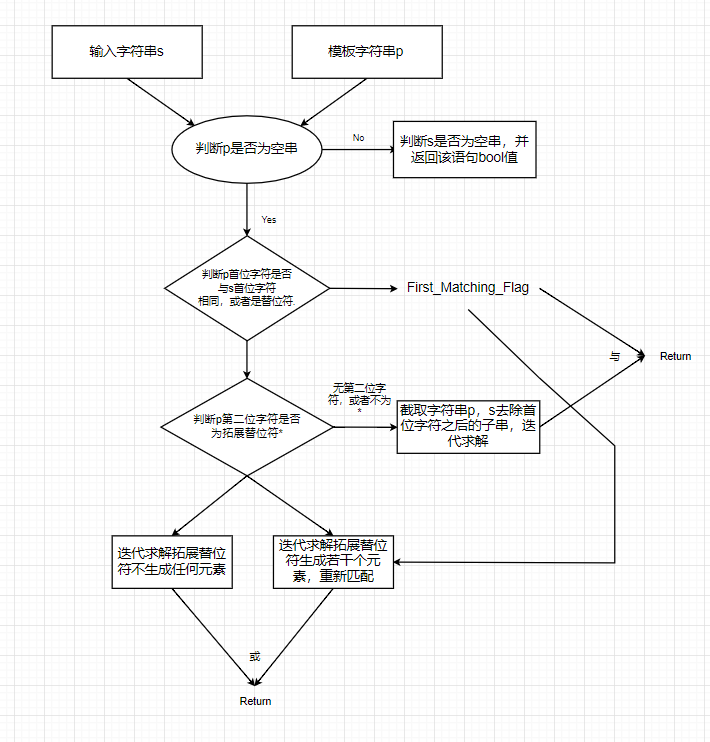 输入字符串s
模板字符串p
判断p是否为空串
No
判断s是否为空串，并
返回该语句bool值
Yes
判断p首位字符是否
与s首位字符
相同，或者是替位符.
First_Matching_Flag
与
Return
无第二位字
符，或者不为
*
判断p第二位字符是否
为拓展替位符*
截取字符串p，s去除首
位字符之后的子串，迭
代求解
迭代求解拓展替位
符不生成任何元素
迭代求解拓展替位
符生成若干个元
素，重新匹配
或
Return